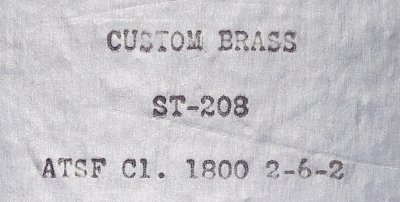 CUSTOM BRASS
ST-208
ATSF Cl. 1800 2-6-2